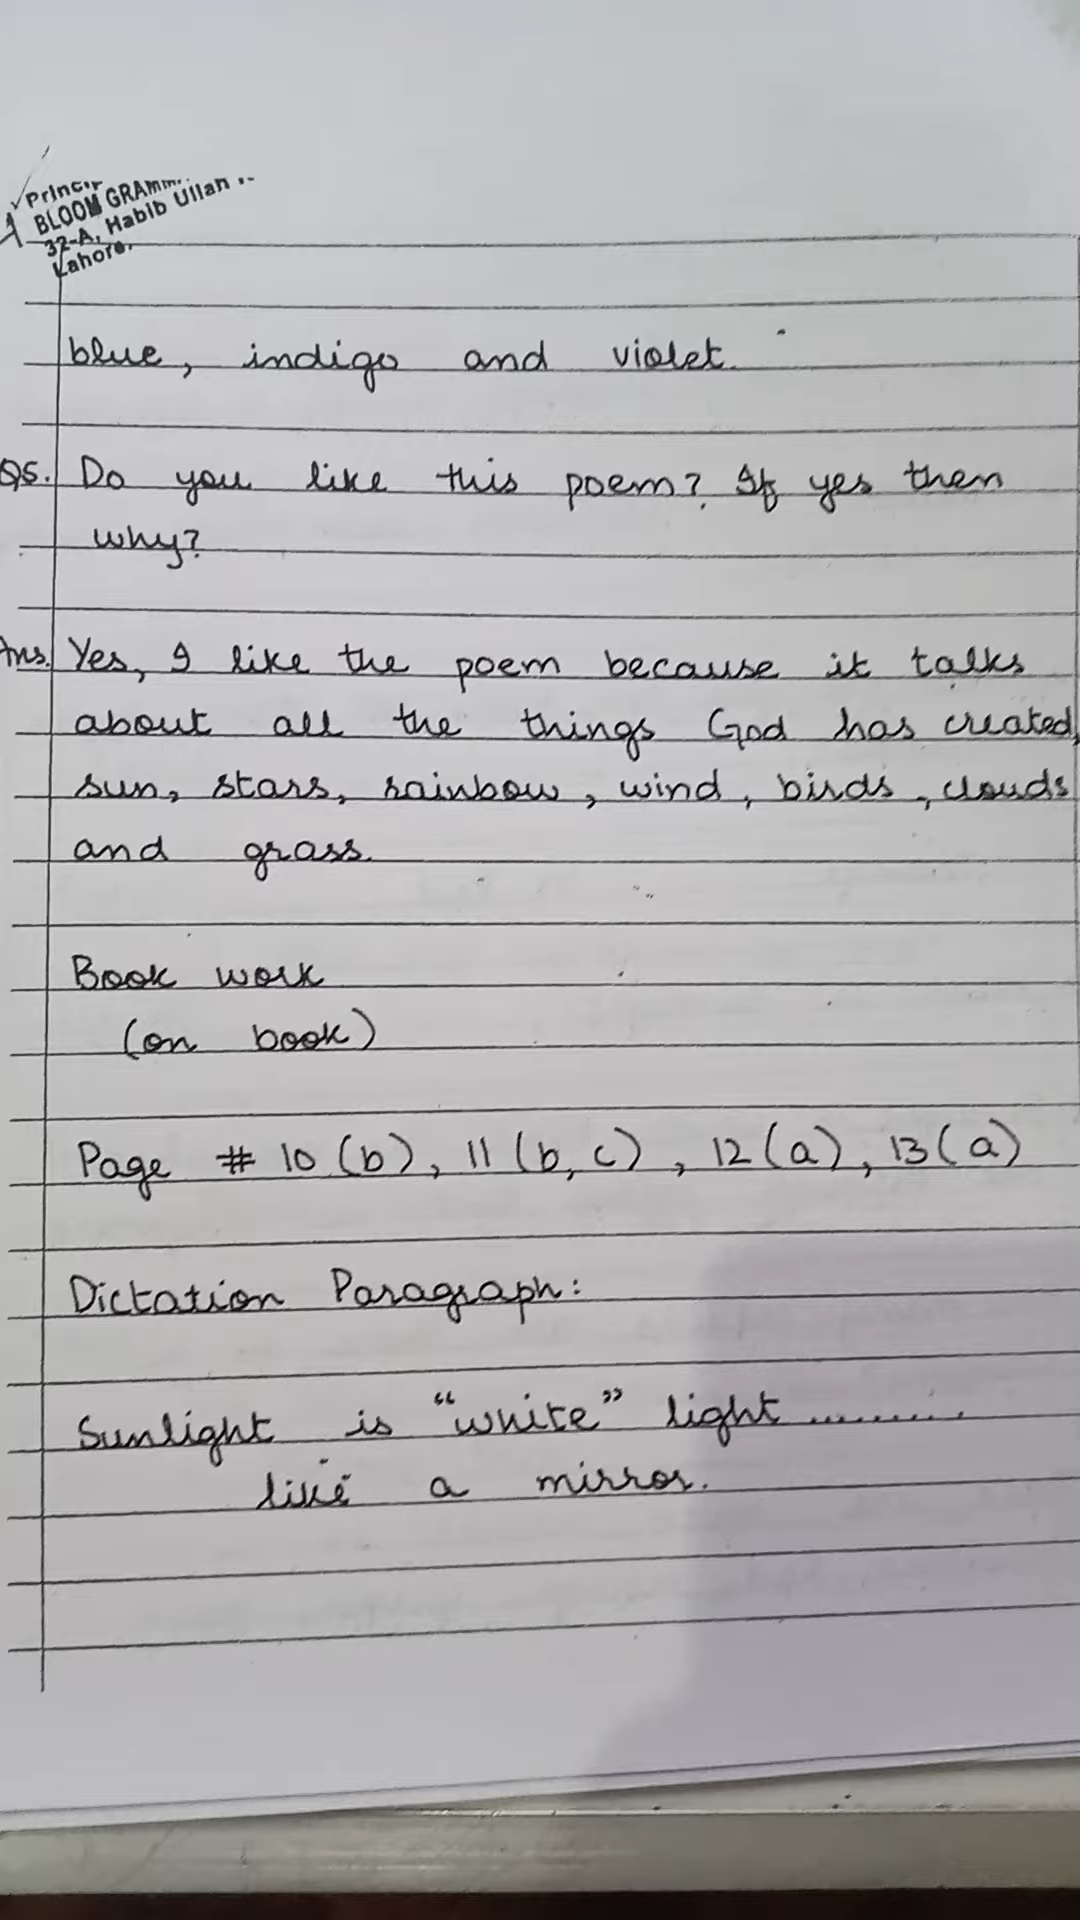 BLOOM
32-A, Habib Ullah
Lahore.
blue, indigo and violet.
Q5. Do you like this poem? If yes then
why?
Ans. Yes, I like the poem because it talks
about all the things God has created,
sun, stars, rainbow, wind, birds, clouds
and grass.
Book work
(on book)
Page # 10 (b), 11 (b, c), 12 (a), 13 (a)
Dictation Paragraph:
Sunlight is "white" light ..........
like a mirror.